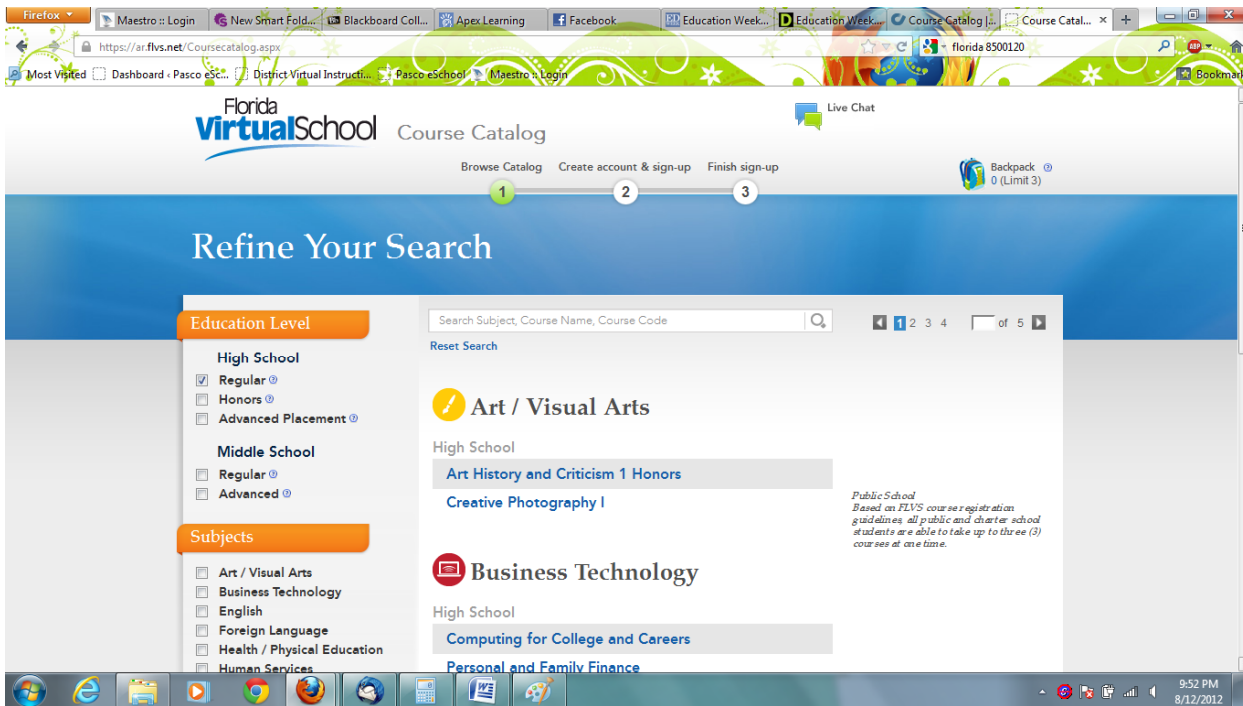 Firefox
Maestro :: Login
New Smart Fold...
Blackboard Coll...
Apex Learning
Facebook
Education Week...
Education Week...
Course Catalog |...
Course Catal...
https://ar.flvs.net/Coursecatalog.aspx
florida 8500120
ABP
Most Visited
Dashboard ‹ Pasco eSc...
District Virtual Instructi...
Pasco eSchool
Maestro :: Login
Bookmar
Florida
VirtualSchool
Course Catalog
Live Chat
Browse Catalog
Create account & sign-up
Finish sign-up
1
2
3
Backpack
0 (Limit 3)
Refine Your Search
Education Level
High School
Regular
Honors
Advanced Placement
Middle School
Regular
Advanced
Subjects
Art / Visual Arts
Business Technology
English
Foreign Language
Health / Physical Education
Human Services
Search Subject, Course Name, Course Code
1 2 3 4 of 5
Reset Search
Art / Visual Arts
High School
Art History and Criticism 1 Honors
Creative Photography I
Business Technology
High School
Computing for College and Careers
Personal and Family Finance
Public School
Based on FLVS course registration
guidelines, all public and charter school
students are able to take up to three (3)
courses at one time.
9:52 PM
8/12/2012